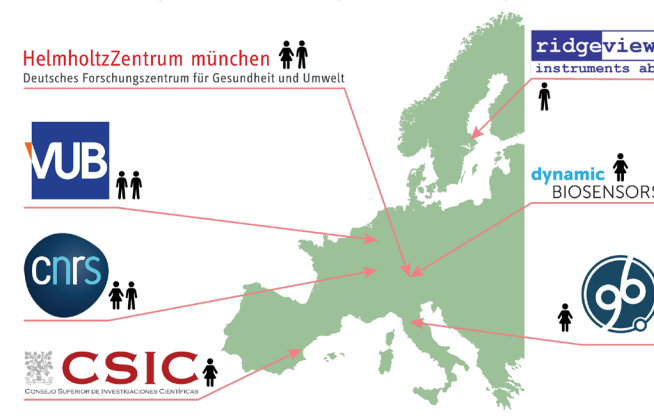 HelmholtzZentrum münchen
Deutsches Forschungszentrum für Gesundheit und Umwelt
ridgeview
instruments ab
VUB
dynamic
BIOSENSORS
cnrs
CSIC
CONSEJO SUPERIOR DE INVESTIGACIONES CIENTÍFICAS